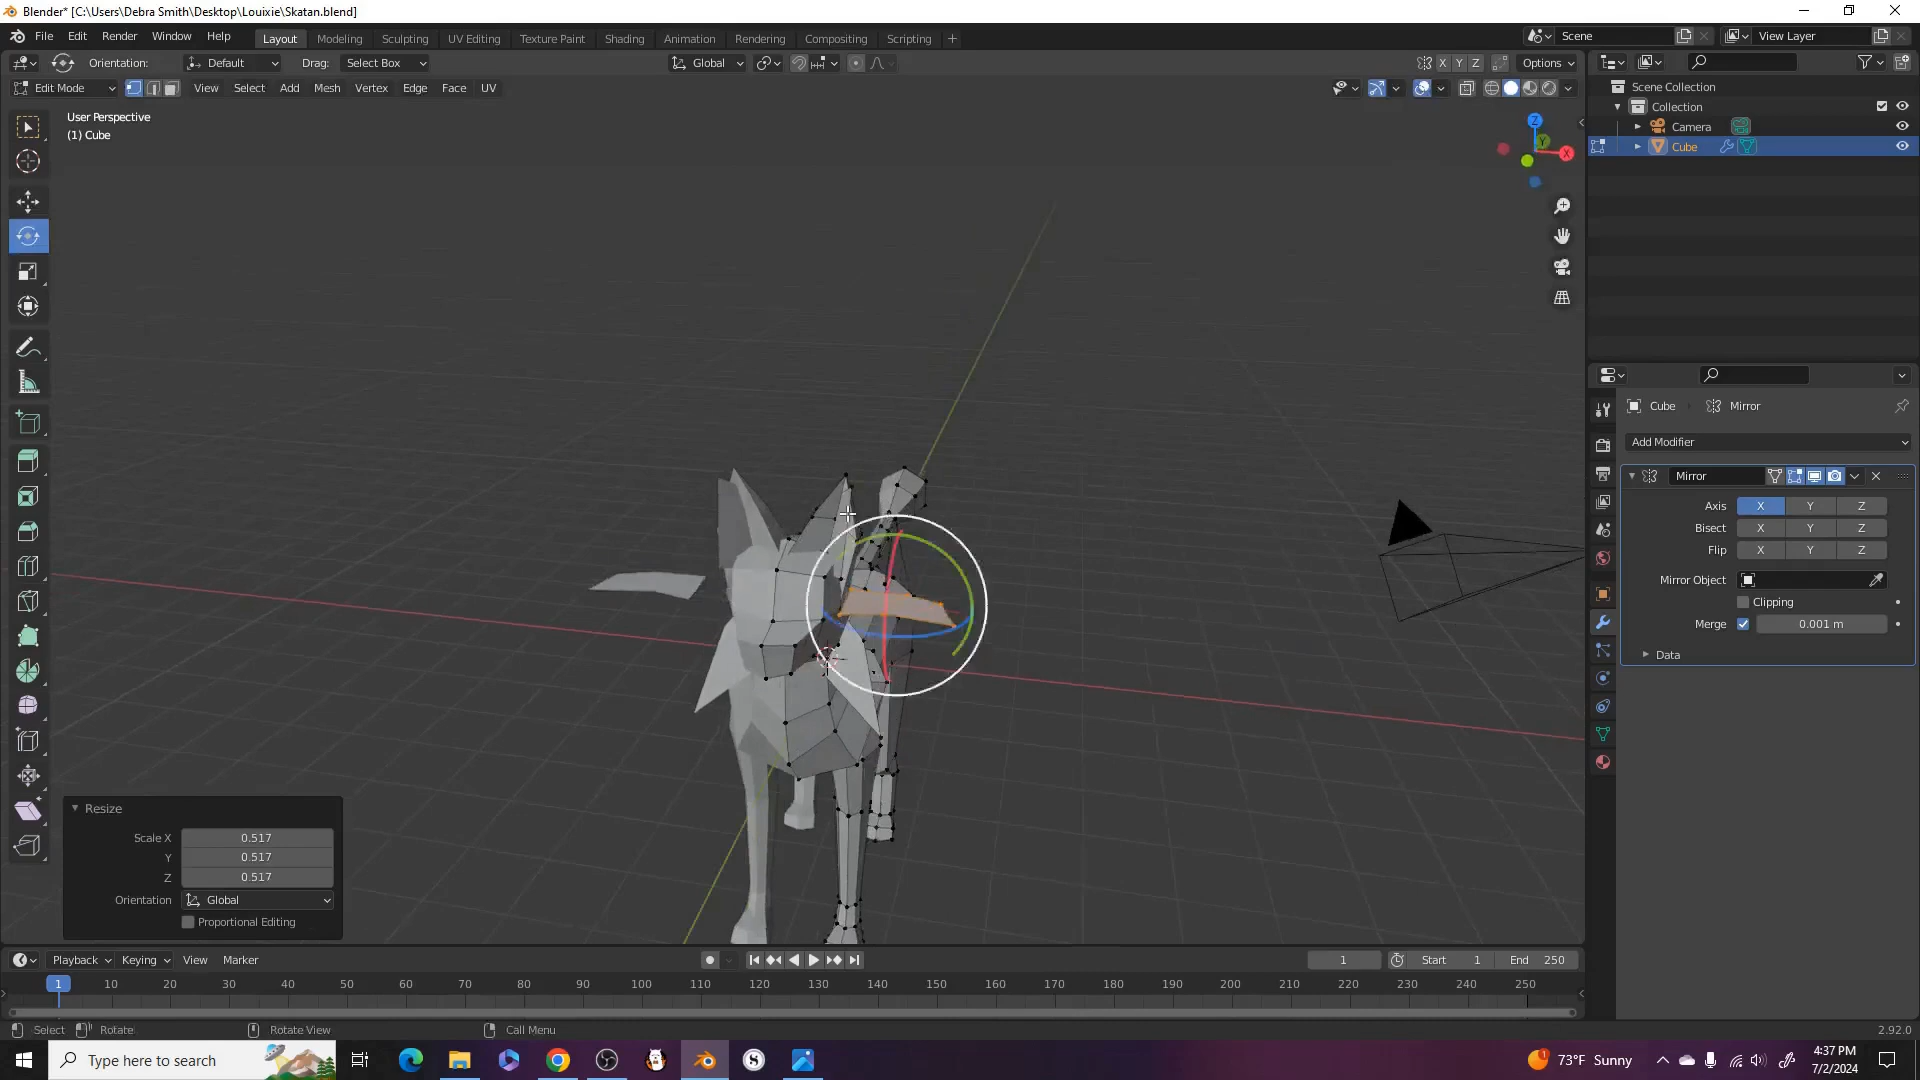 Blender* [C:\Users\Debra Smith\Desktop\Louixie\Skatan.blend]
File Edit Render Window Help Layout Modeling Sculpting UV Editing Texture Paint Shading Animation Rendering Compositing Scripting Scene View Layer
Orientation: Default Drag: Select Box Global X Y Z Options
Edit Mode View Select Add Mesh Vertex Edge Face UV
User Perspective
(1) Cube
Z
Y
X
Scene Collection
Collection
Camera
Cube
Cube Mirror
Add Modifier
Mirror
Axis X Y Z
Bisect X Y Z
Flip X Y Z
Mirror Object
Clipping
Merge 0.001 m
Data
Resize
Scale X 0.517
Y 0.517
Z 0.517
Orientation Global
Proportional Editing
Playback Keying View Marker 1 Start 1 End 250
1 10 20 30 40 50 60 70 80 90 100 110 120 130 140 150 160 170 180 190 200 210 220 230 240 250
Select Rotate Rotate View Call Menu 2.92.0
Type here to search 73°F Sunny 4:37 PM
7/2/2024